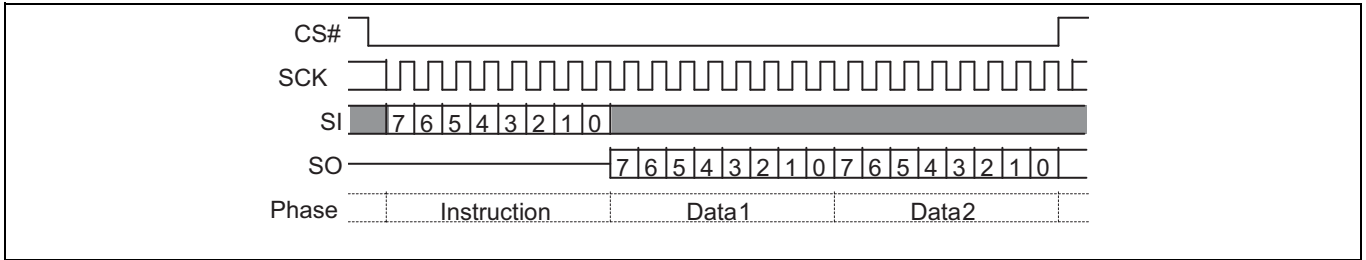 CS#
SCK
SI 7 6 5 4 3 2 1 0
SO 7 6 5 4 3 2 1 0 7 6 5 4 3 2 1 0
Phase Instruction Data1 Data2